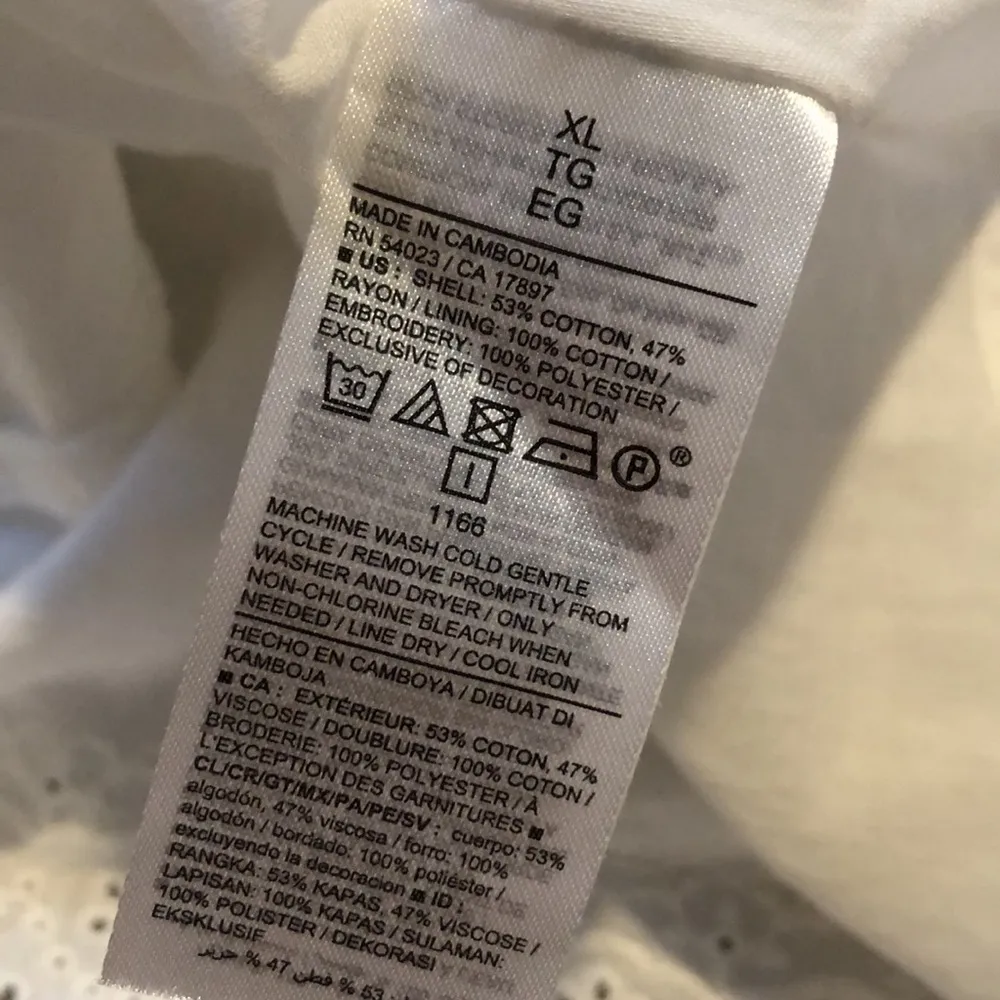 XL
TG
EG
MADE IN CAMBODIA
RN 54023 / CA 17897
■ US : SHELL: 53% COTTON, 47%
RAYON / LINING: 100% COTTON /
EMBROIDERY: 100% POLYESTER /
EXCLUSIVE OF DECORATION
30 P ®
1166
MACHINE WASH COLD GENTLE
CYCLE / REMOVE PROMPTLY FROM
WASHER AND DRYER / ONLY
NON-CHLORINE BLEACH WHEN
NEEDED / LINE DRY / COOL IRON
HECHO EN CAMBOYA / DIBUAT DI
KAMBOJA
■ CA : EXTÉRIEUR: 53% COTON, 47%
VISCOSE / DOUBLURE: 100% COTON /
BRODERIE: 100% POLYESTER / À
L'EXCEPTION DES GARNITURES ■
CL/CR/GT/MX/PA/PE/SV : cuerpo: 53%
algodón, 47% viscosa / forro: 100%
algodón / bordado: 100% poliéster /
excluyendo la decoracion ■ ID :
RANGKA: 53% KAPAS, 47% VISCOSE /
LAPISAN: 100% KAPAS / SULAMAN:
100% POLISTER / DEKORASI
EKSKLUSIF
53 % قطن 47 % حرير